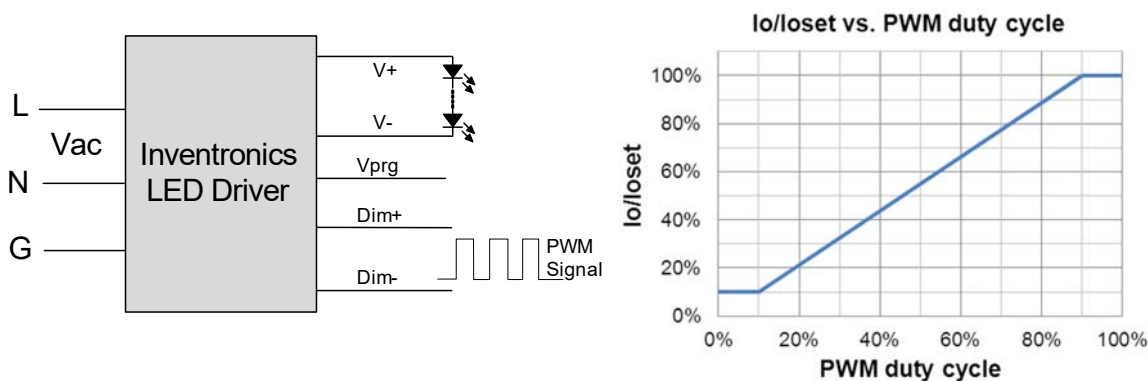 L
Vac
N
G
Inventronics
LED Driver
V+
V-
Vprg
Dim+
Dim-
PWM
Signal
Io/Ioset vs. PWM duty cycle
Io/Ioset
100%
80%
60%
40%
20%
0%
0% 20% 40% 60% 80% 100%
PWM duty cycle